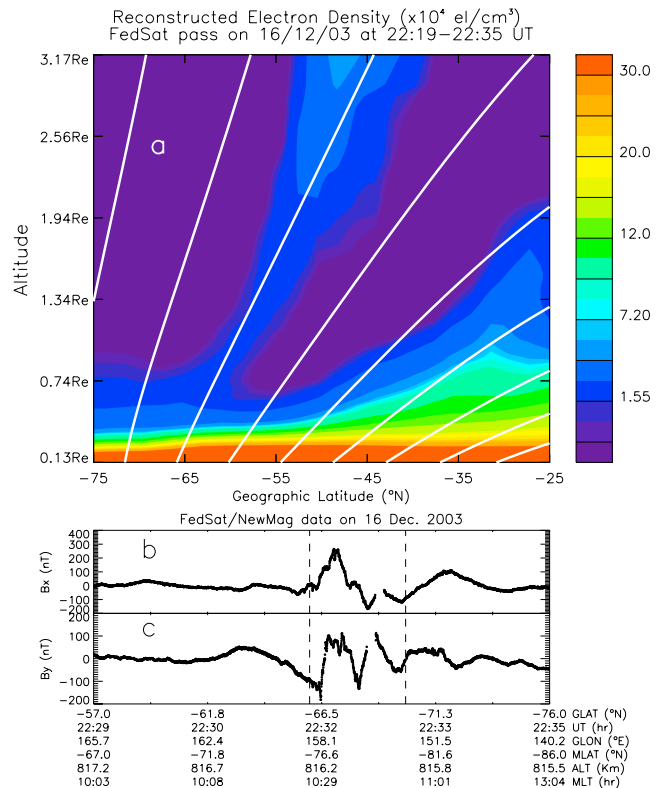 Reconstructed Electron Density (x10⁴ el/cm³)
FedSat pass on 16/12/03 at 22:19−22:35 UT
3.17Re
2.56Re
1.94Re
1.34Re
0.74Re
0.13Re
Altitude
a
30.0
20.0
12.0
7.20
1.55
−75 −65 −55 −45 −35 −25
Geographic Latitude (°N)
FedSat/NewMag data on 16 Dec. 2003
b
Bx (nT)
400
300
200
100
0
−100
−200
c
By (nT)
200
100
0
−100
−200
−57.0 −61.8 −66.5 −71.3 −76.0 GLAT (°N)
22:29 22:30 22:32 22:33 22:35 UT (hr)
165.7 162.4 158.1 151.5 140.2 GLON (°E)
−67.0 −71.8 −76.6 −81.6 −86.0 MLAT (°N)
817.2 816.7 816.2 815.8 815.5 ALT (Km)
10:03 10:08 10:29 11:01 13:04 MLT (hr)